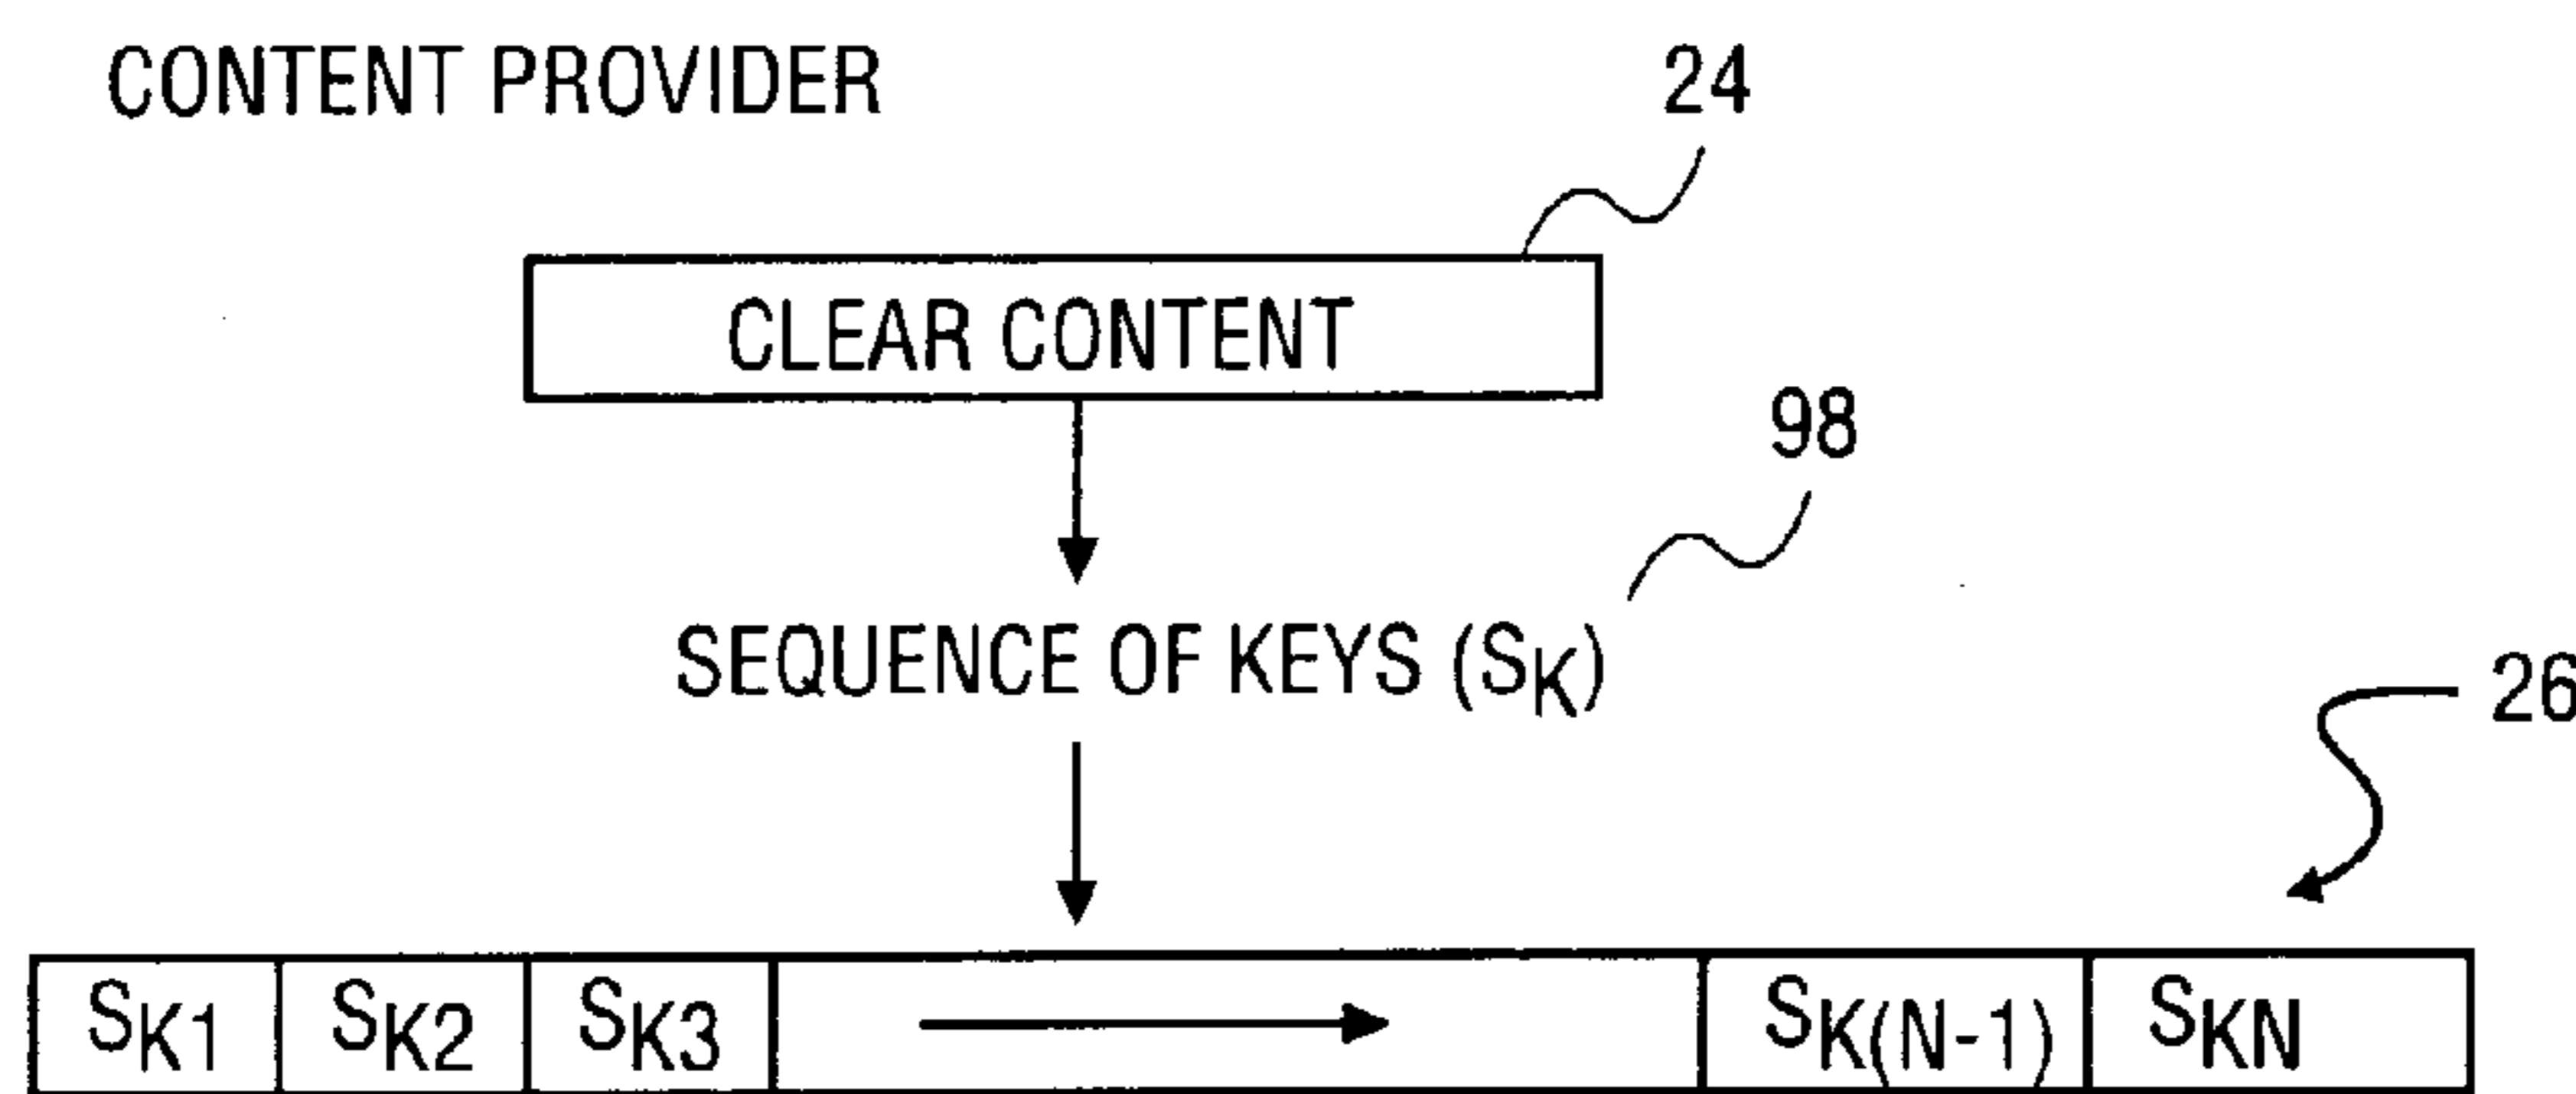 CONTENT PROVIDER
24
CLEAR CONTENT
98
SEQUENCE OF KEYS (SK)
26
SK1 SK2 SK3 SK(N-1) SKN